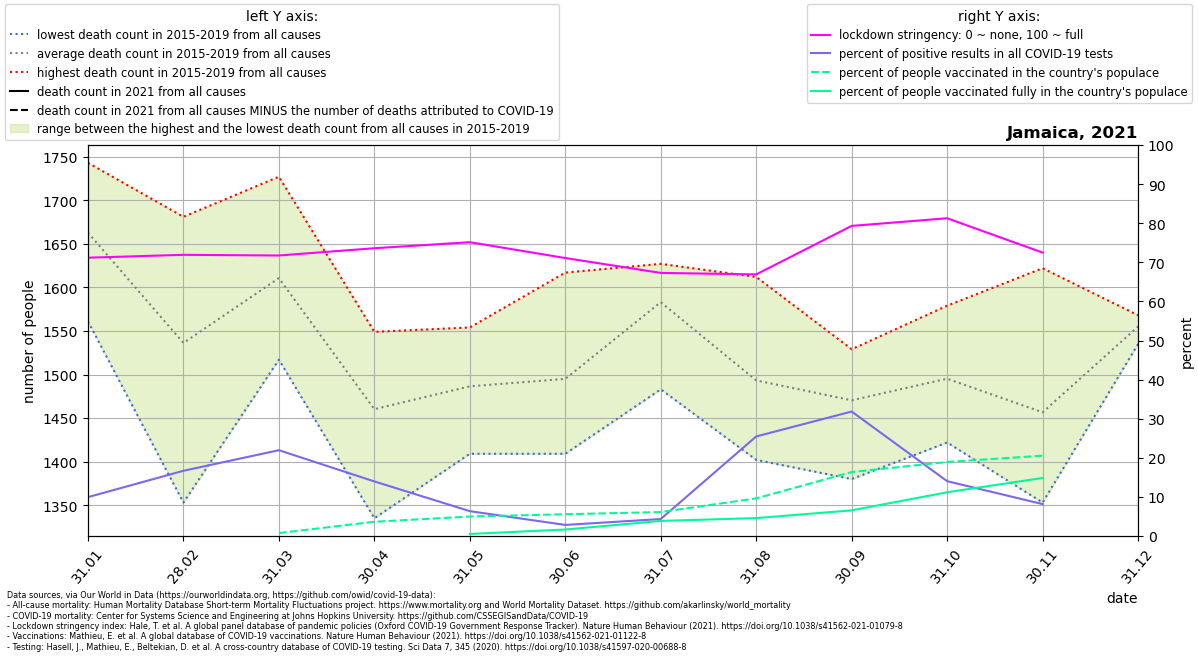 left Y axis:
lowest death count in 2015-2019 from all causes
average death count in 2015-2019 from all causes
highest death count in 2015-2019 from all causes
death count in 2021 from all causes
death count in 2021 from all causes MINUS the number of deaths attributed to COVID-19
range between the highest and the lowest death count from all causes in 2015-2019
right Y axis:
lockdown stringency: 0 ~ none, 100 ~ full
percent of positive results in all COVID-19 tests
percent of people vaccinated in the country's populace
percent of people vaccinated fully in the country's populace
Jamaica, 2021
number of people
1750
1700
1650
1600
1550
1500
1450
1400
1350
100
90
80
70
60
50
40
30
20
10
0
percent
31.01
28.02
31.03
30.04
31.05
30.06
31.07
31.08
30.09
31.10
30.11
31.12
date
Data sources, via Our World in Data (https://ourworldindata.org, https://github.com/owid/covid-19-data):
- All-cause mortality: Human Mortality Database Short-term Mortality Fluctuations project. https://www.mortality.org and World Mortality Dataset. https://github.com/akarlinsky/world_mortality
- COVID-19 mortality: Center for Systems Science and Engineering at Johns Hopkins University. https://github.com/CSSEGISandData/COVID-19
- Lockdown stringency index: Hale, T. et al. A global panel database of pandemic policies (Oxford COVID-19 Government Response Tracker). Nature Human Behaviour (2021). https://doi.org/10.1038/s41562-021-01079-8
- Vaccinations: Mathieu, E. et al. A global database of COVID-19 vaccinations. Nature Human Behaviour (2021). https://doi.org/10.1038/s41562-021-01122-8
- Testing: Hasell, J., Mathieu, E., Beltekian, D. et al. A cross-country database of COVID-19 testing. Sci Data 7, 345 (2020). https://doi.org/10.1038/s41597-020-00688-8